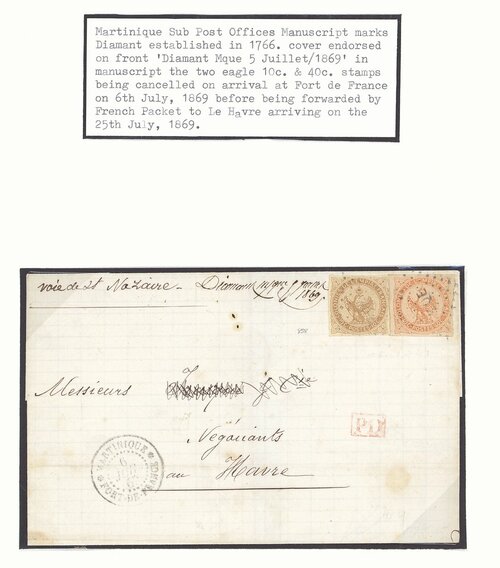 Martinique Sub Post Offices Manuscript marks
Diamant established in 1766. cover endorsed
on front 'Diamant Mque 5 Juillet/1869' in
manuscript the two eagle 10c. & 40c. stamps
being cancelled on arrival at Fort de France
on 6th July, 1869 before being forwarded by
French Packet to Le Havre arriving on the
25th July, 1869.
voie de St Nazaire
Diamant
1869
Messieurs
Négociants
au Havre
PD
MARTINIQUE
6
FORT-DE-FRANCE